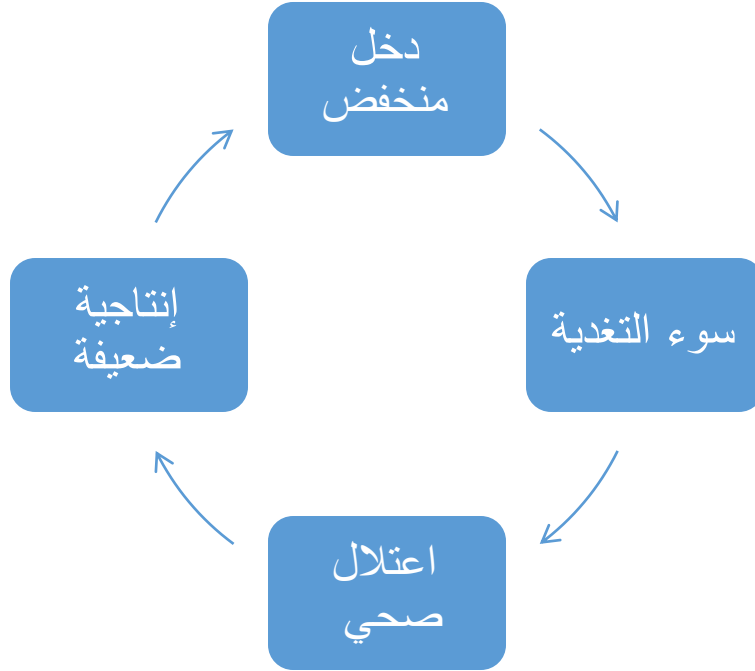 دخل
منخفض
سوء التغدية
اعتلال
صحي
إنتاجية
ضعيفة